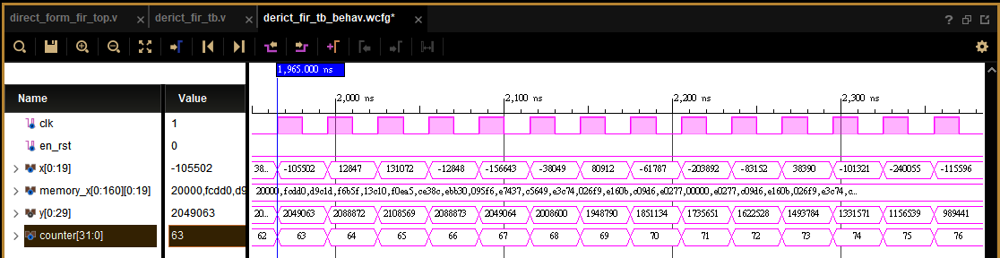 direct_form_fir_top.v × derict_fir_tb.v × derict_fir_tb_behav.wcfg* ×
?
1,965.000 ns
Name Value
2,000 ns 2,100 ns 2,200 ns 2,300 ns
clk 1
en_rst 0
x[0:19] -105502 38... -105502 12847 131072 -12848 -156643 -38049 80912 -61787 -203892 -83152 38390 -101321 -240055 -115596
memory_x[0:160][0:19] 20000,fcdd0,d9 20000,fcdd0,d9c1d,f6b5f,13c10,f0ea5,ce38c,ebb30,095f6,e7437,c5649,e3c74,026f9,e160b,c09d6,e0277,00000,e0277,c09d6,e160b,026f9,e3c74,c...
y[0:29] 2049063 20... 2049063 2088872 2108569 2088873 2049064 2008600 1948790 1851134 1735651 1622528 1493784 1331571 1156539 989441
counter[31:0] 63 62 63 64 65 66 67 68 69 70 71 72 73 74 75 76